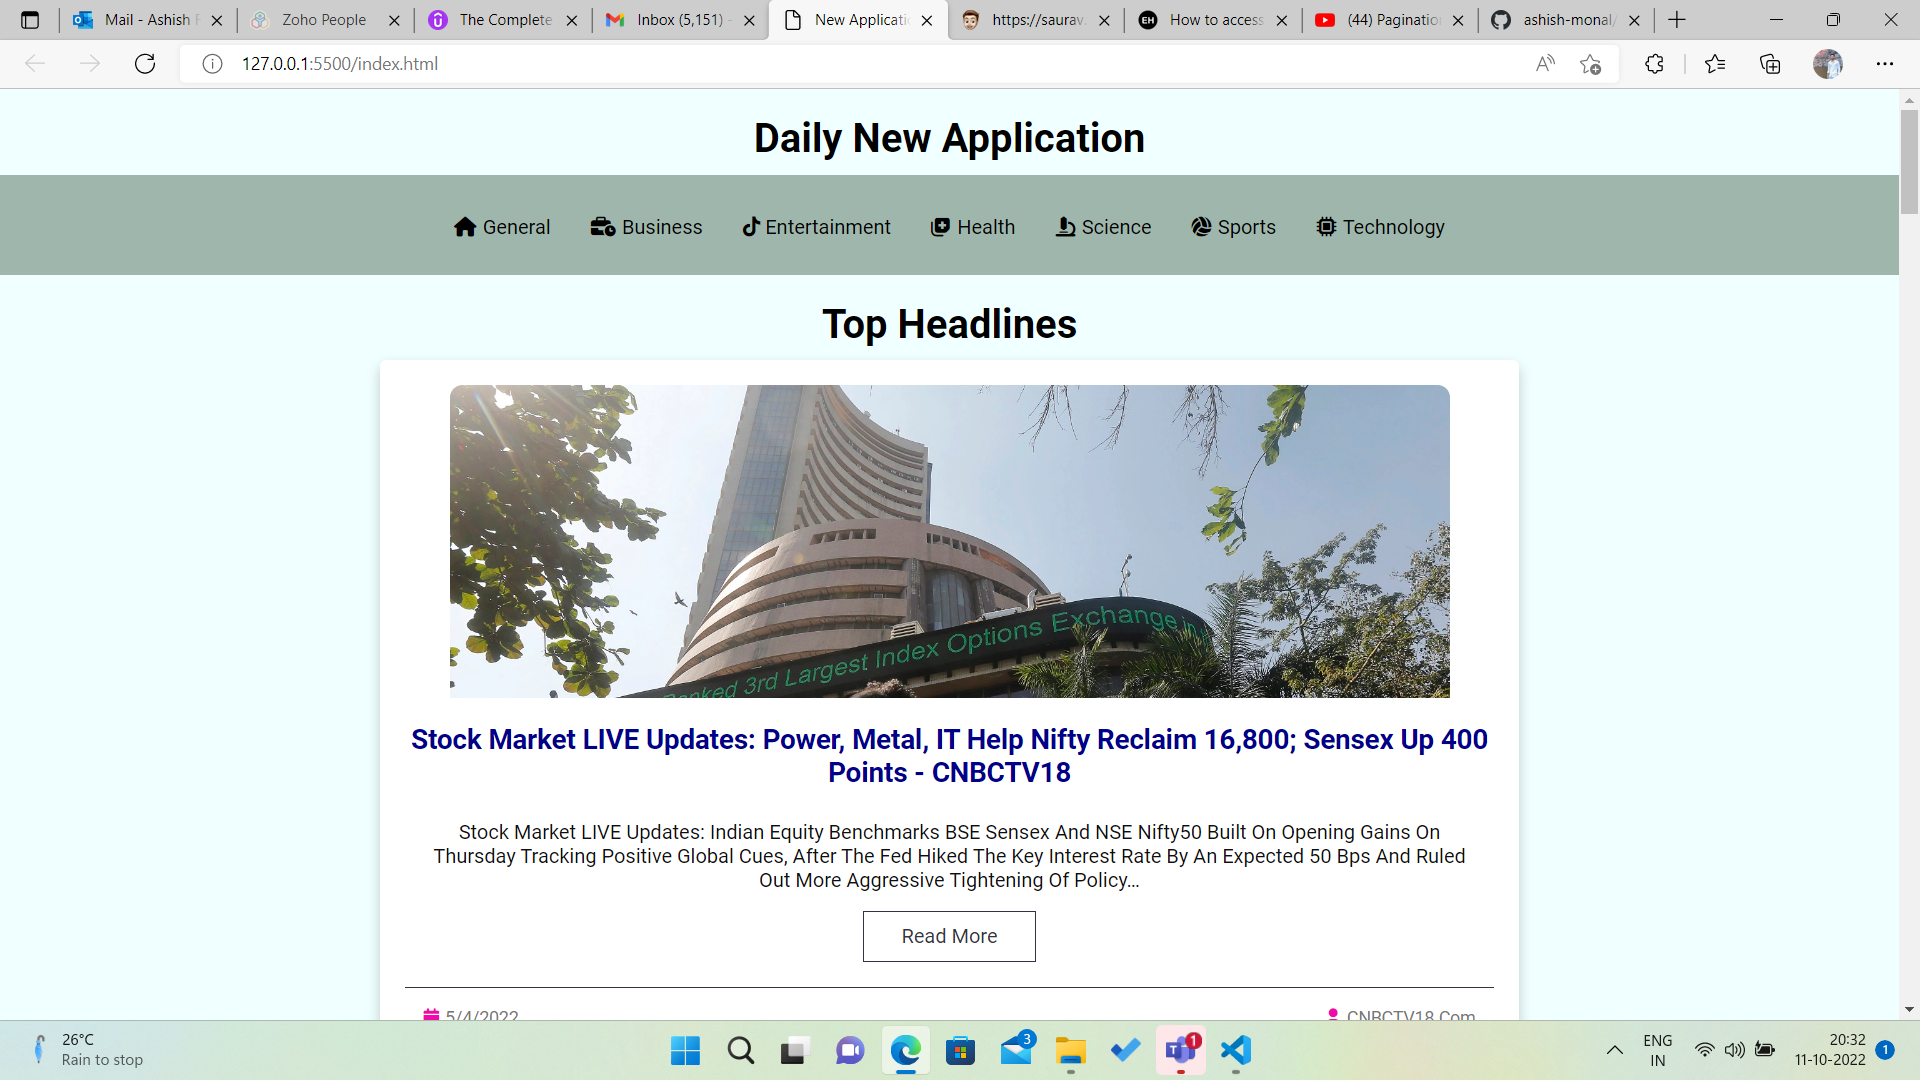 Mail - Ashish
Zoho People
The Complete
Inbox (5,151) -
New Applicati
https://saurav.
How to access
(44) Pagination
ashish-monal/
127.0.0.1:5500/index.html
Daily New Application
General
Business
Entertainment
Health
Science
Sports
Technology
Top Headlines
Ranked 3rd Largest Index Options Exchange in
Stock Market LIVE Updates: Power, Metal, IT Help Nifty Reclaim 16,800; Sensex Up 400
Points - CNBCTV18
Stock Market LIVE Updates: Indian Equity Benchmarks BSE Sensex And NSE Nifty50 Built On Opening Gains On
Thursday Tracking Positive Global Cues, After The Fed Hiked The Key Interest Rate By An Expected 50 Bps And Ruled
Out More Aggressive Tightening Of Policy…
Read More
5/4/2022
CNBCTV18.Com
26°C
Rain to stop
3
1
ENG
IN
20:32
11-10-2022
1